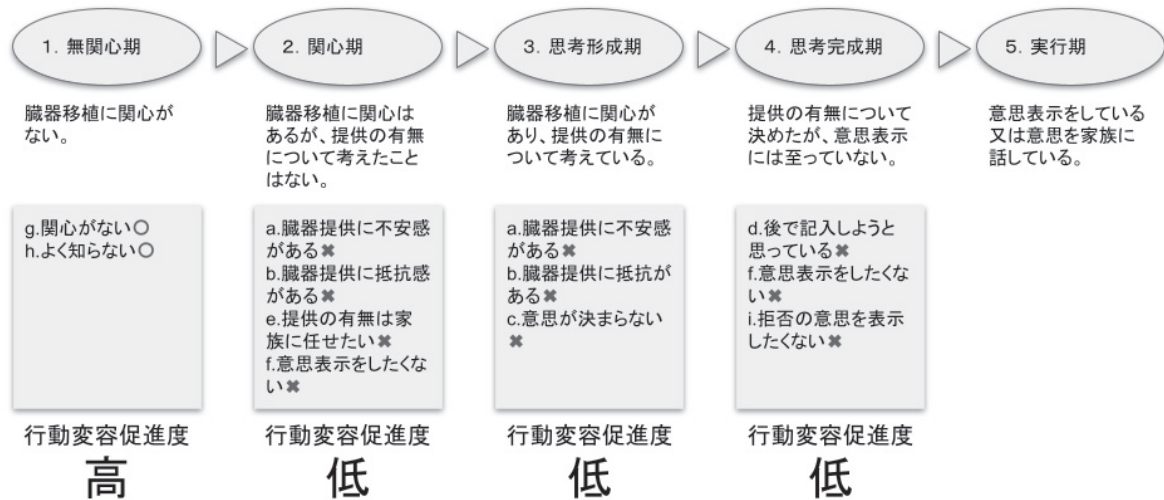 1. 無関心期
2. 関心期
3. 思考形成期
4. 思考完成期
5. 実行期
臓器移植に関心が
ない。
臓器移植に関心は
あるが、提供の有無
について考えたこと
はない。
臓器移植に関心が
あり、提供の有無に
ついて考えている。
提供の有無について
決めたが、意思表示
には至っていない。
意思表示をしている
又は意思を家族に
話している。
g.関心がない○
h.よく知らない○
a.臓器提供に不安感
がある✖
b.臓器提供に抵抗感
がある✖
e.提供の有無は家
族に任せたい✖
f.意思表示をしたくな
い✖
a.臓器提供に不安感
がある✖
b.臓器提供に抵抗が
ある✖
c.意思が決まらない
✖
d.後で記入しようと
思っている✖
f.意思表示をしたくな
い✖
i.拒否の意思を表示
したくない✖
行動変容促進度
高
行動変容促進度
低
行動変容促進度
低
行動変容促進度
低